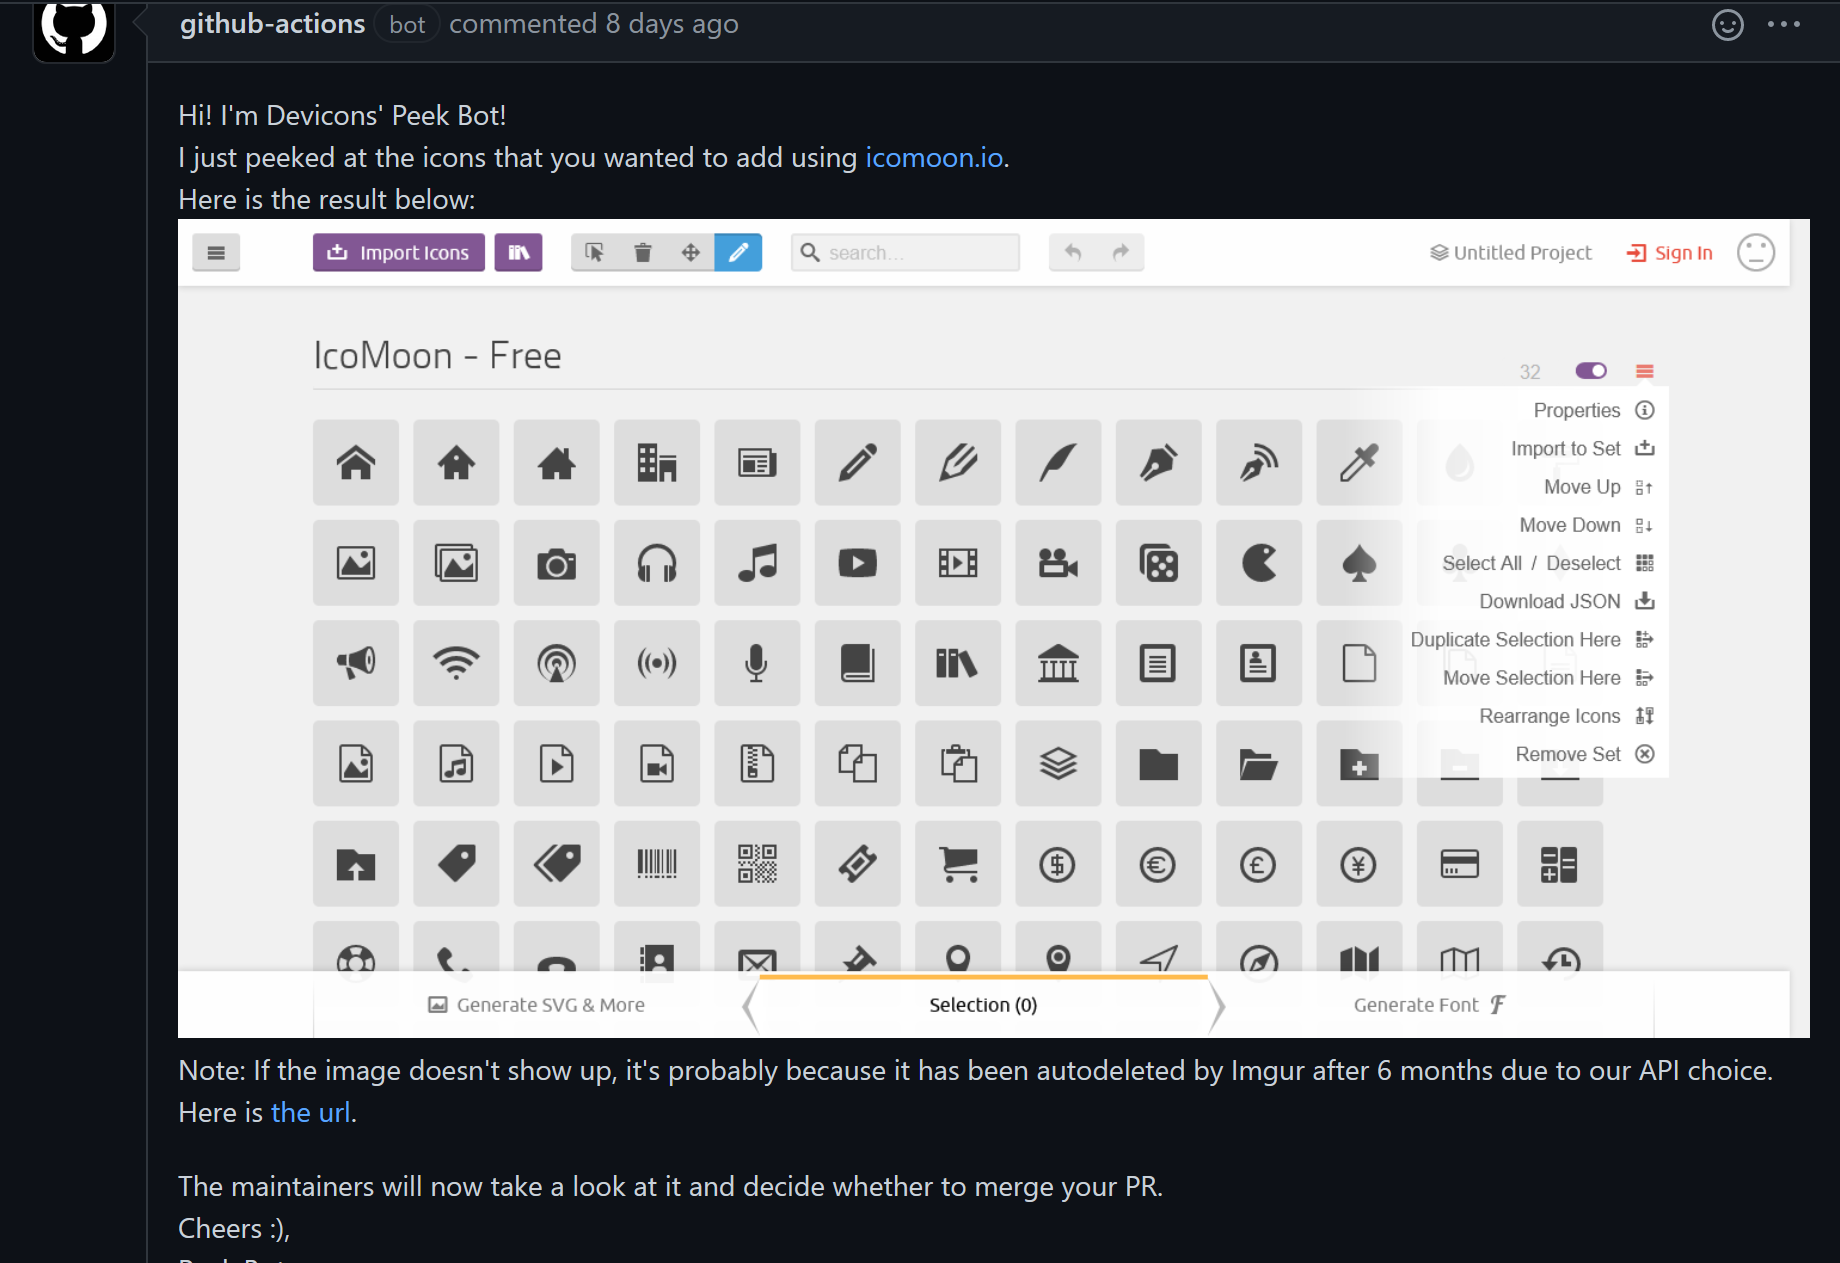 github-actions bot commented 8 days ago
Hi! I'm Devicons' Peek Bot!
I just peeked at the icons that you wanted to add using icomoon.io.
Here is the result below:
Import Icons search... Untitled Project Sign In
IcoMoon - Free
32
Properties
Import to Set
Move Up
Move Down
Select All / Deselect
Download JSON
Duplicate Selection Here
Move Selection Here
Rearrange Icons
Remove Set
Generate SVG & More Selection (0) Generate Font
Note: If the image doesn't show up, it's probably because it has been autodeleted by Imgur after 6 months due to our API choice.
Here is the url.
The maintainers will now take a look at it and decide whether to merge your PR.
Cheers :),